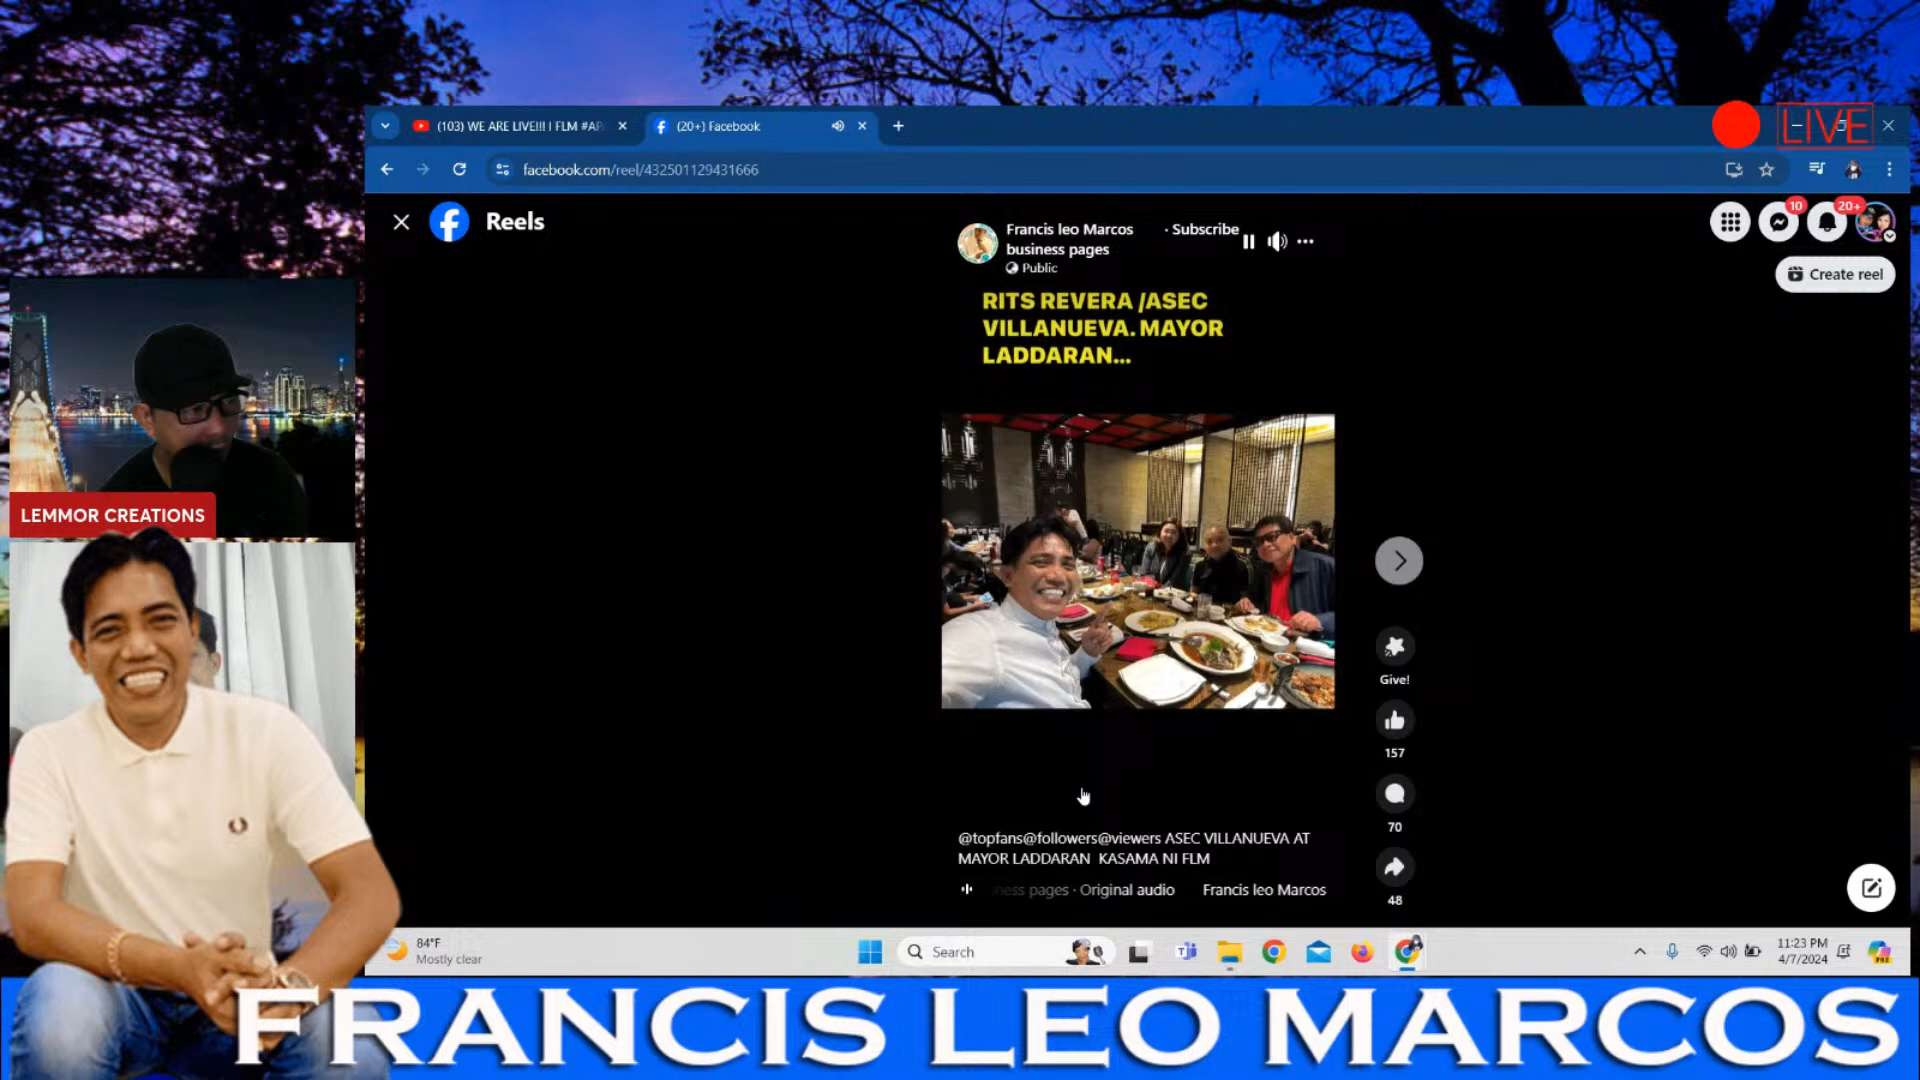 (103) WE ARE LIVE!!! I FLM #AP
(20+) Facebook
LIVE
facebook.com/reel/432501129431666
Reels
Francis leo Marcos
business pages
· Subscribe
Public
10
20+
Create reel
RITS REVERA /ASEC
VILLANUEVA. MAYOR
LADDARAN...
LEMMOR CREATIONS
Give!
157
70
48
@topfans@followers@viewers ASEC VILLANUEVA AT
MAYOR LADDARAN KASAMA NI FLM
ness pages · Original audio
Francis leo Marcos
84°F
Mostly clear
Search
11:23 PM
4/7/2024
FRANCIS LEO MARCOS